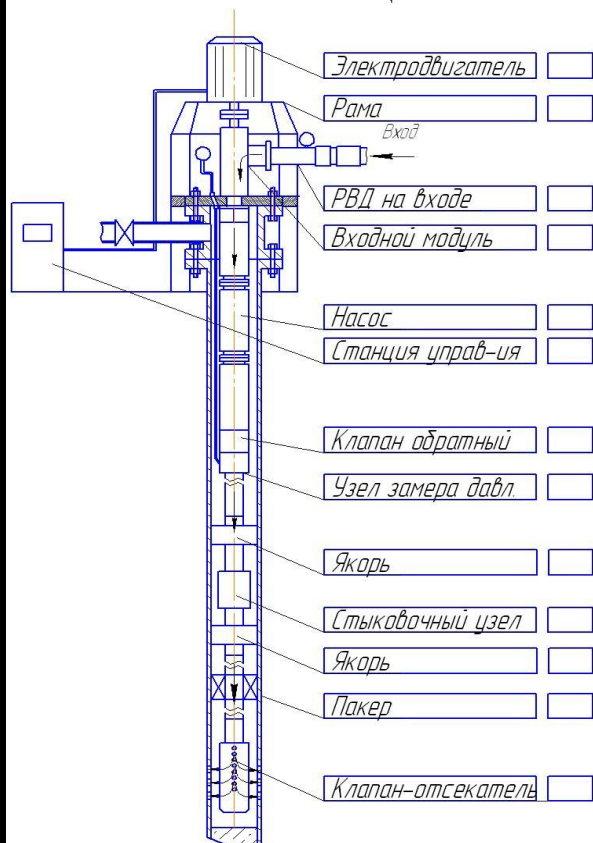 Электродвигатель
Рама
Вход
РВД на входе
Входной модуль
Насос
Станция управ-ия
Клапан обратный
Узел замера давл.
Якорь
Стыковочный узел
Якорь
Пакер
Клапан-отсекатель